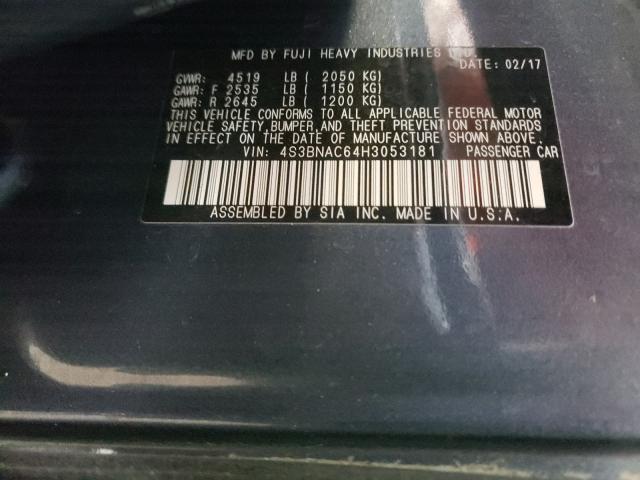 MFD BY FUJI HEAVY INDUSTRIES
DATE: 02/17
GVWR: 4519 LB ( 2050 KG)
GAWR: F 2535 LB ( 1150 KG)
GAWR: R 2645 LB ( 1200 KG)
THIS VEHICLE CONFORMS TO ALL APPLICABLE FEDERAL MOTOR
VEHICLE SAFETY,BUMPER,AND THEFT PREVENTION STANDARDS
IN EFFECT ON THE DATE OF MANUFACTURE SHOWN ABOVE.
VIN: 4S3BNAC64H3053181 PASSENGER CAR
ASSEMBLED BY SIA INC. MADE IN U.S.A.